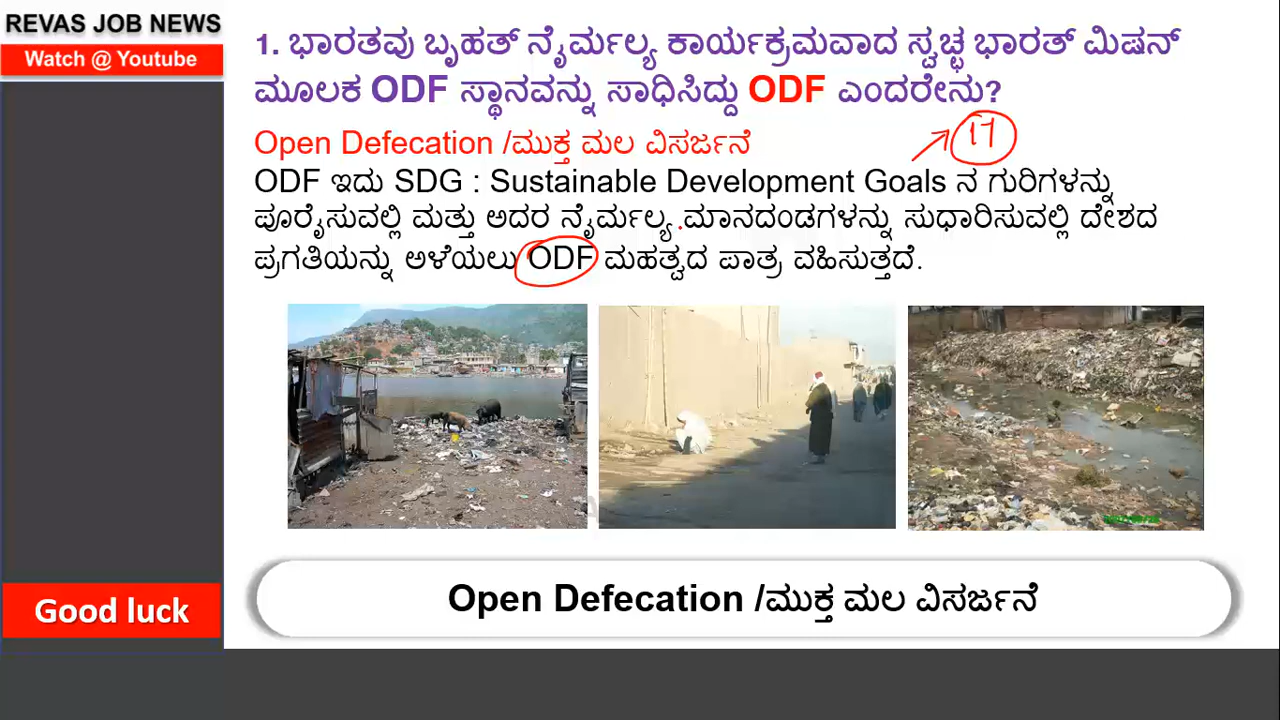 REVAS JOB NEWS
Watch @ Youtube
1. ಭಾರತವು ಬೃಹತ್ ನೈರ್ಮಲ್ಯ ಕಾರ್ಯಕ್ರಮವಾದ ಸ್ವಚ್ಛ ಭಾರತ್ ಮಿಷನ್
ಮೂಲಕ ODF ಸ್ಥಾನವನ್ನು ಸಾಧಿಸಿದ್ದು ODF ಎಂದರೇನು?
17
Open Defecation /ಮುಕ್ತ ಮಲ ವಿಸರ್ಜನೆ
ODF ಇದು SDG : Sustainable Development Goals ನ ಗುರಿಗಳನ್ನು
ಪೂರೈಸುವಲ್ಲಿ ಮತ್ತು ಅದರ ನೈರ್ಮಲ್ಯ ಮಾನದಂಡಗಳನ್ನು ಸುಧಾರಿಸುವಲ್ಲಿ ದೇಶದ
ಪ್ರಗತಿಯನ್ನು ಅಳೆಯಲು ODF ಮಹತ್ವದ ಪಾತ್ರ ವಹಿಸುತ್ತದೆ.
Open Defecation /ಮುಕ್ತ ಮಲ ವಿಸರ್ಜನೆ
Good luck